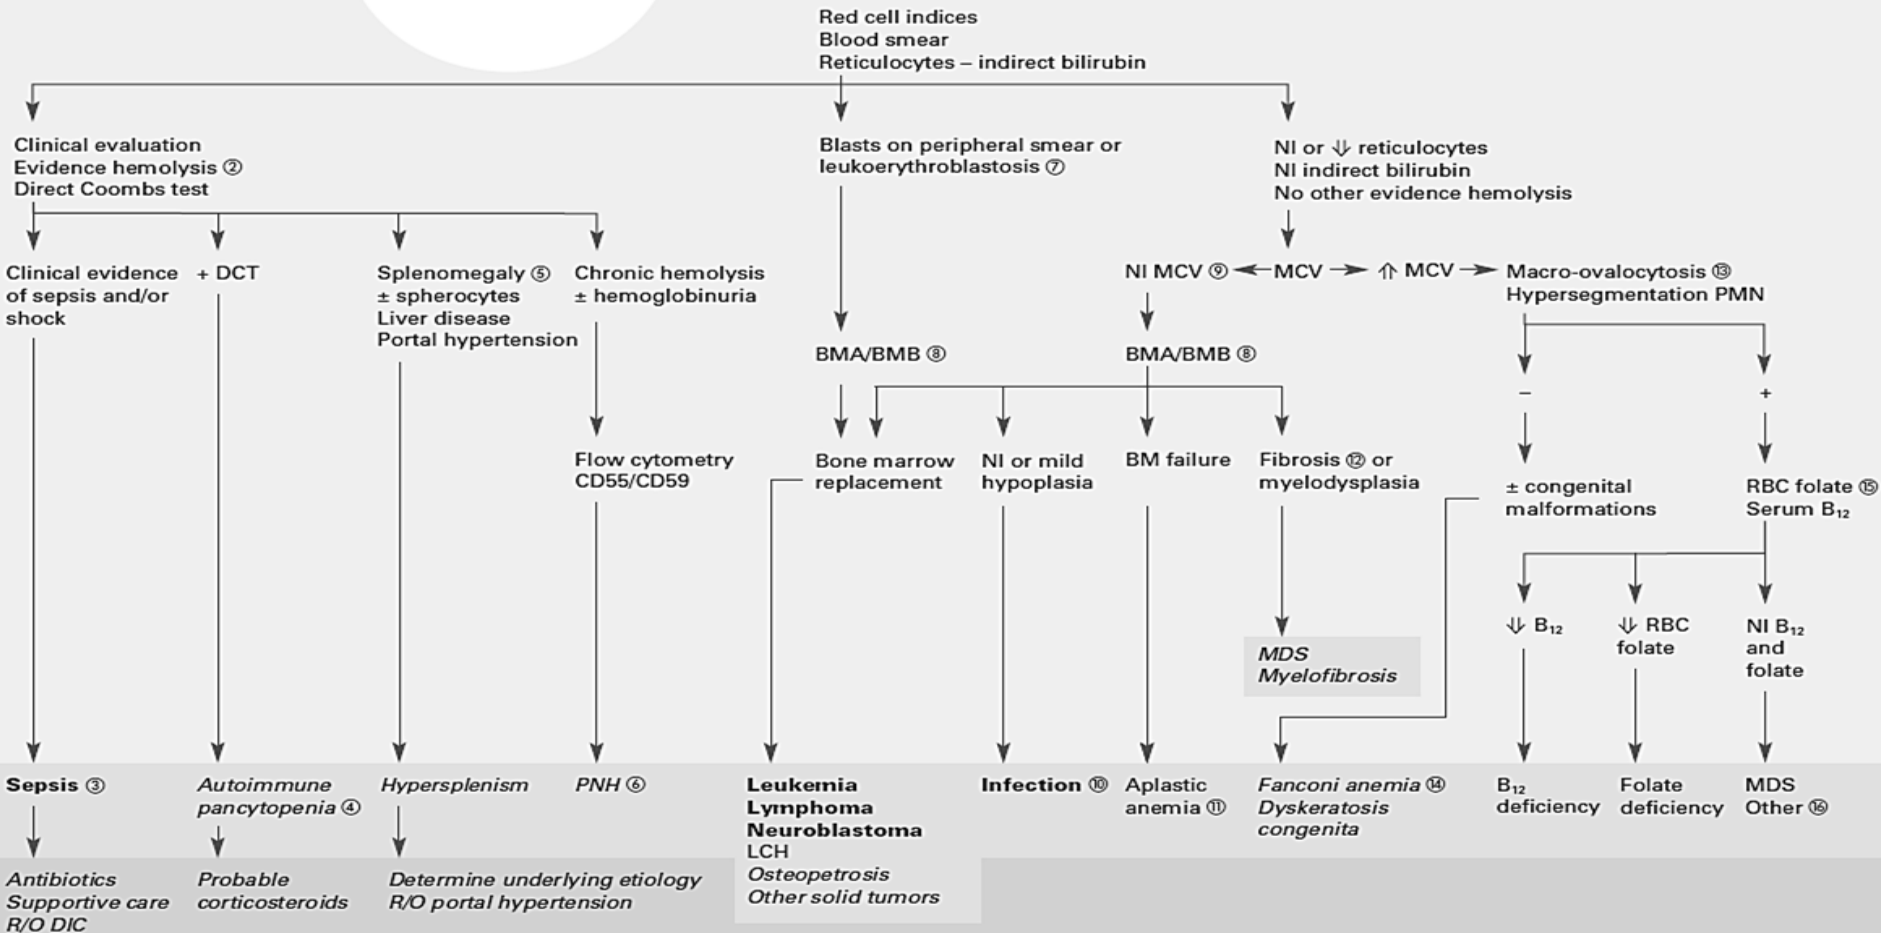 Red cell indices
Blood smear
Reticulocytes – indirect bilirubin
Clinical evaluation
Evidence hemolysis ②
Direct Coombs test
Blasts on peripheral smear or
leukoerythroblastosis ⑦
NI or ⇓ reticulocytes
NI indirect bilirubin
No other evidence hemolysis
Clinical evidence
of sepsis and/or
shock
+ DCT
Splenomegaly ⑤
± spherocytes
Liver disease
Portal hypertension
Chronic hemolysis
± hemoglobinuria
NI MCV ⑨
MCV
⇑ MCV
Macro-ovalocytosis ⑬
Hypersegmentation PMN
BMA/BMB ⑧
BMA/BMB ⑧
–
+
Flow cytometry
CD55/CD59
Bone marrow
replacement
NI or mild
hypoplasia
BM failure
Fibrosis ⑫ or
myelodysplasia
± congenital
malformations
RBC folate ⑮
Serum B₁₂
⇓ B₁₂
⇓ RBC
folate
NI B₁₂
and
folate
MDS
Myelofibrosis
Sepsis ③
Autoimmune
pancytopenia ④
Hypersplenism
PNH ⑥
Leukemia
Lymphoma
Neuroblastoma
LCH
Osteopetrosis
Other solid tumors
Infection ⑩
Aplastic
anemia ⑪
Fanconi anemia ⑭
Dyskeratosis
congenita
B₁₂
deficiency
Folate
deficiency
MDS
Other ⑯
Antibiotics
Supportive care
R/O DIC
Probable
corticosteroids
Determine underlying etiology
R/O portal hypertension